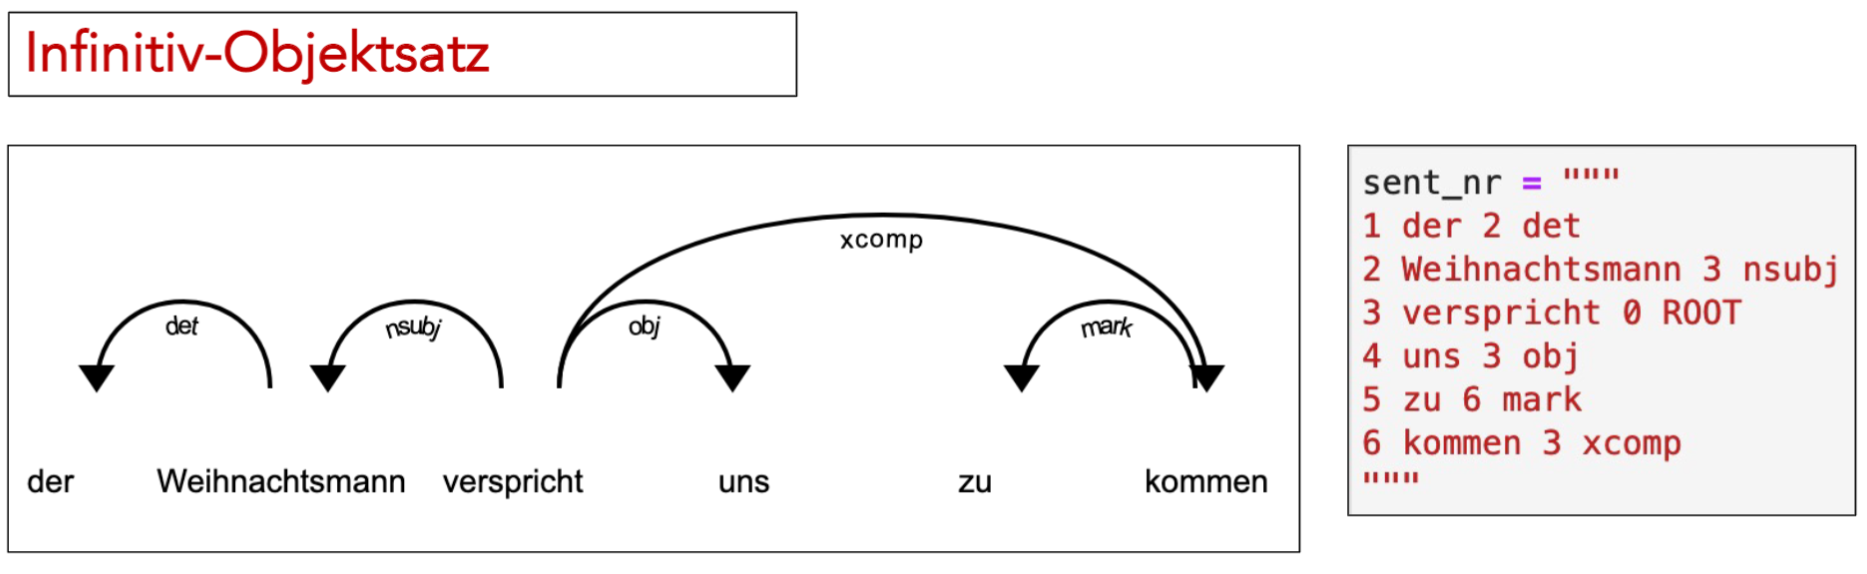 Infinitiv-Objektsatz
xcomp
det nsubj obj mark
der Weihnachtsmann verspricht uns zu kommen
sent_nr = """
1 der 2 det
2 Weihnachtsmann 3 nsubj
3 verspricht 0 ROOT
4 uns 3 obj
5 zu 6 mark
6 kommen 3 xcomp
"""